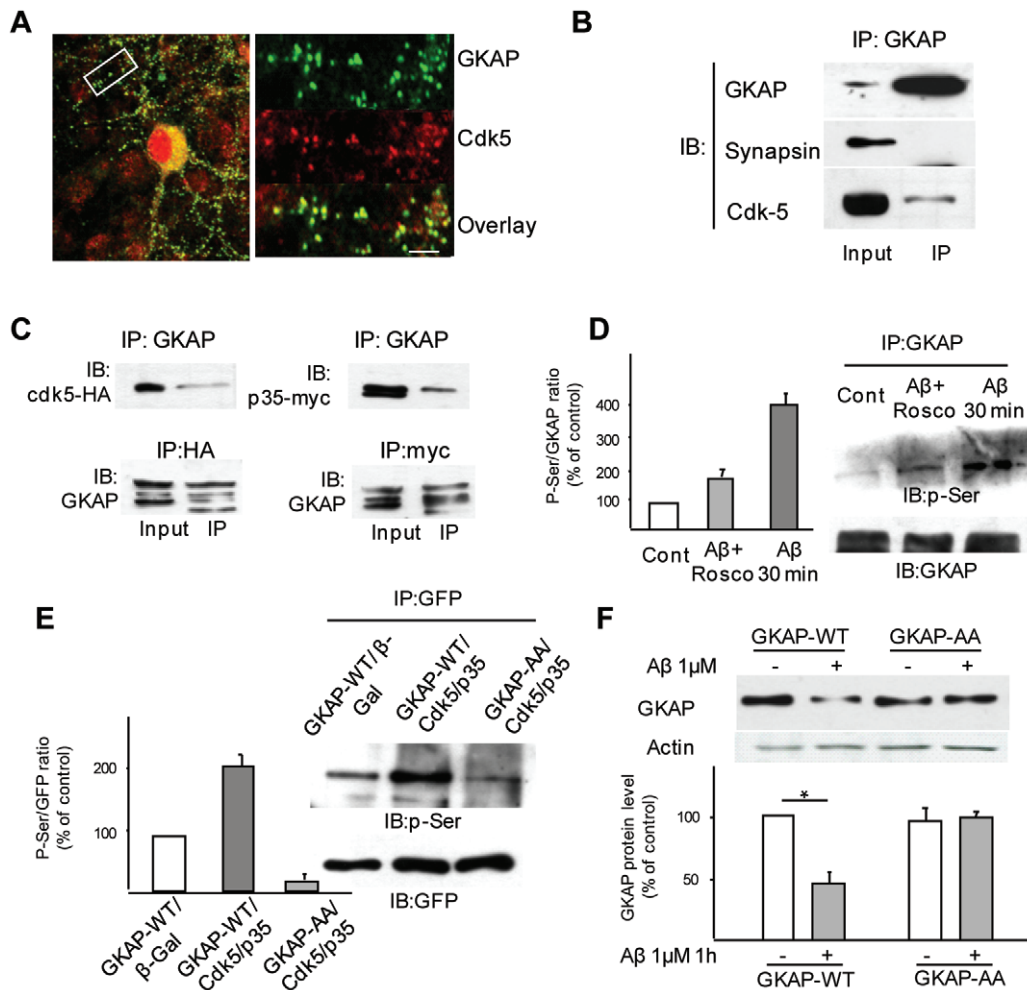 A
GKAP
Cdk5
Overlay
B
IP: GKAP
IB:
GKAP
Synapsin
Cdk-5
Input IP
C
IP: GKAP
IB:
cdk5-HA
IP: GKAP
IB:
p35-myc
IP:HA
IB:
GKAP
Input IP
IP:myc
IB:
GKAP
Input IP
D
P-Ser/GKAP ratio
(% of control)
400
300
200
100
Cont
Aβ+
Rosco
Aβ
30 min
IP:GKAP
Cont
Aβ+
Rosco
Aβ
30 min
IB:p-Ser
IB:GKAP
E
P-Ser/GFP ratio
(% of control)
200
100
GKAP-WT/
β-Gal
GKAP-WT/
Cdk5/p35
GKAP-AA/
Cdk5/p35
IP:GFP
GKAP-WT/β-
Gal
GKAP-WT/
Cdk5/p35
GKAP-AA/
Cdk5/p35
IB:p-Ser
IB:GFP
F
GKAP-WT GKAP-AA
Aβ 1μM - + - +
GKAP
Actin
GKAP protein level
(% of control)
100
50
*
Aβ 1μM 1h - + - +
GKAP-WT GKAP-AA